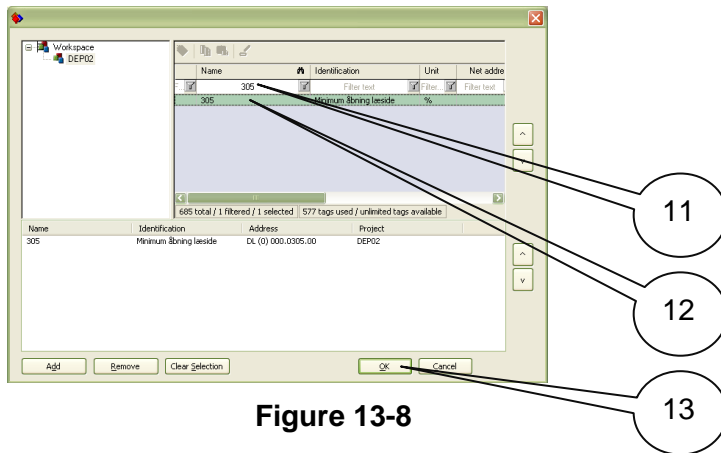 Workspace
DEP02
Name Identification Unit Net addre
F... 305 Filter text Filter... Filter text
305 Minimum åbning læside %
685 total / 1 filtered / 1 selected 577 tags used / unlimited tags available
Name Identification Address Project
305 Minimum åbning læside DL (0) 000.0305.00 DEP02
Add Remove Clear Selection OK Cancel
11
12
13
Figure 13-8